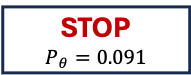 STOP
P_θ = 0.091